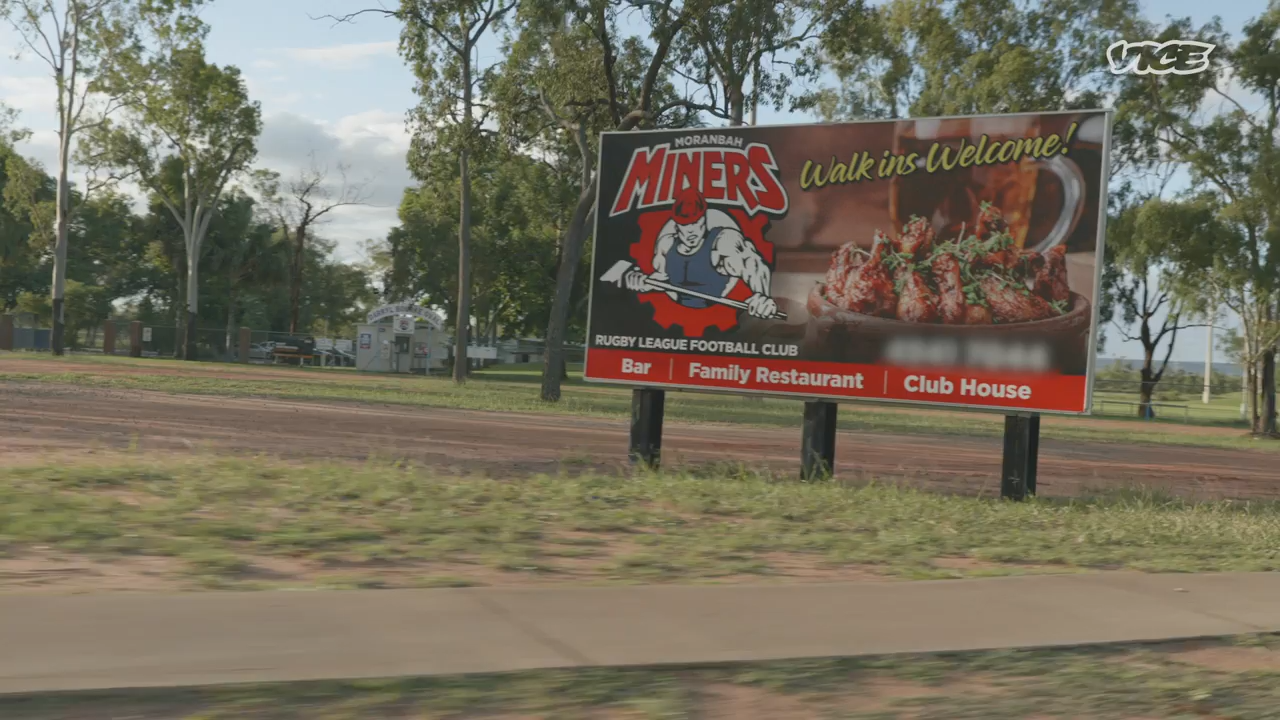 VICE
MORANBAH
MINERS
Walk ins Welcome!
RUGBY LEAGUE FOOTBALL CLUB
Bar | Family Restaurant | Club House